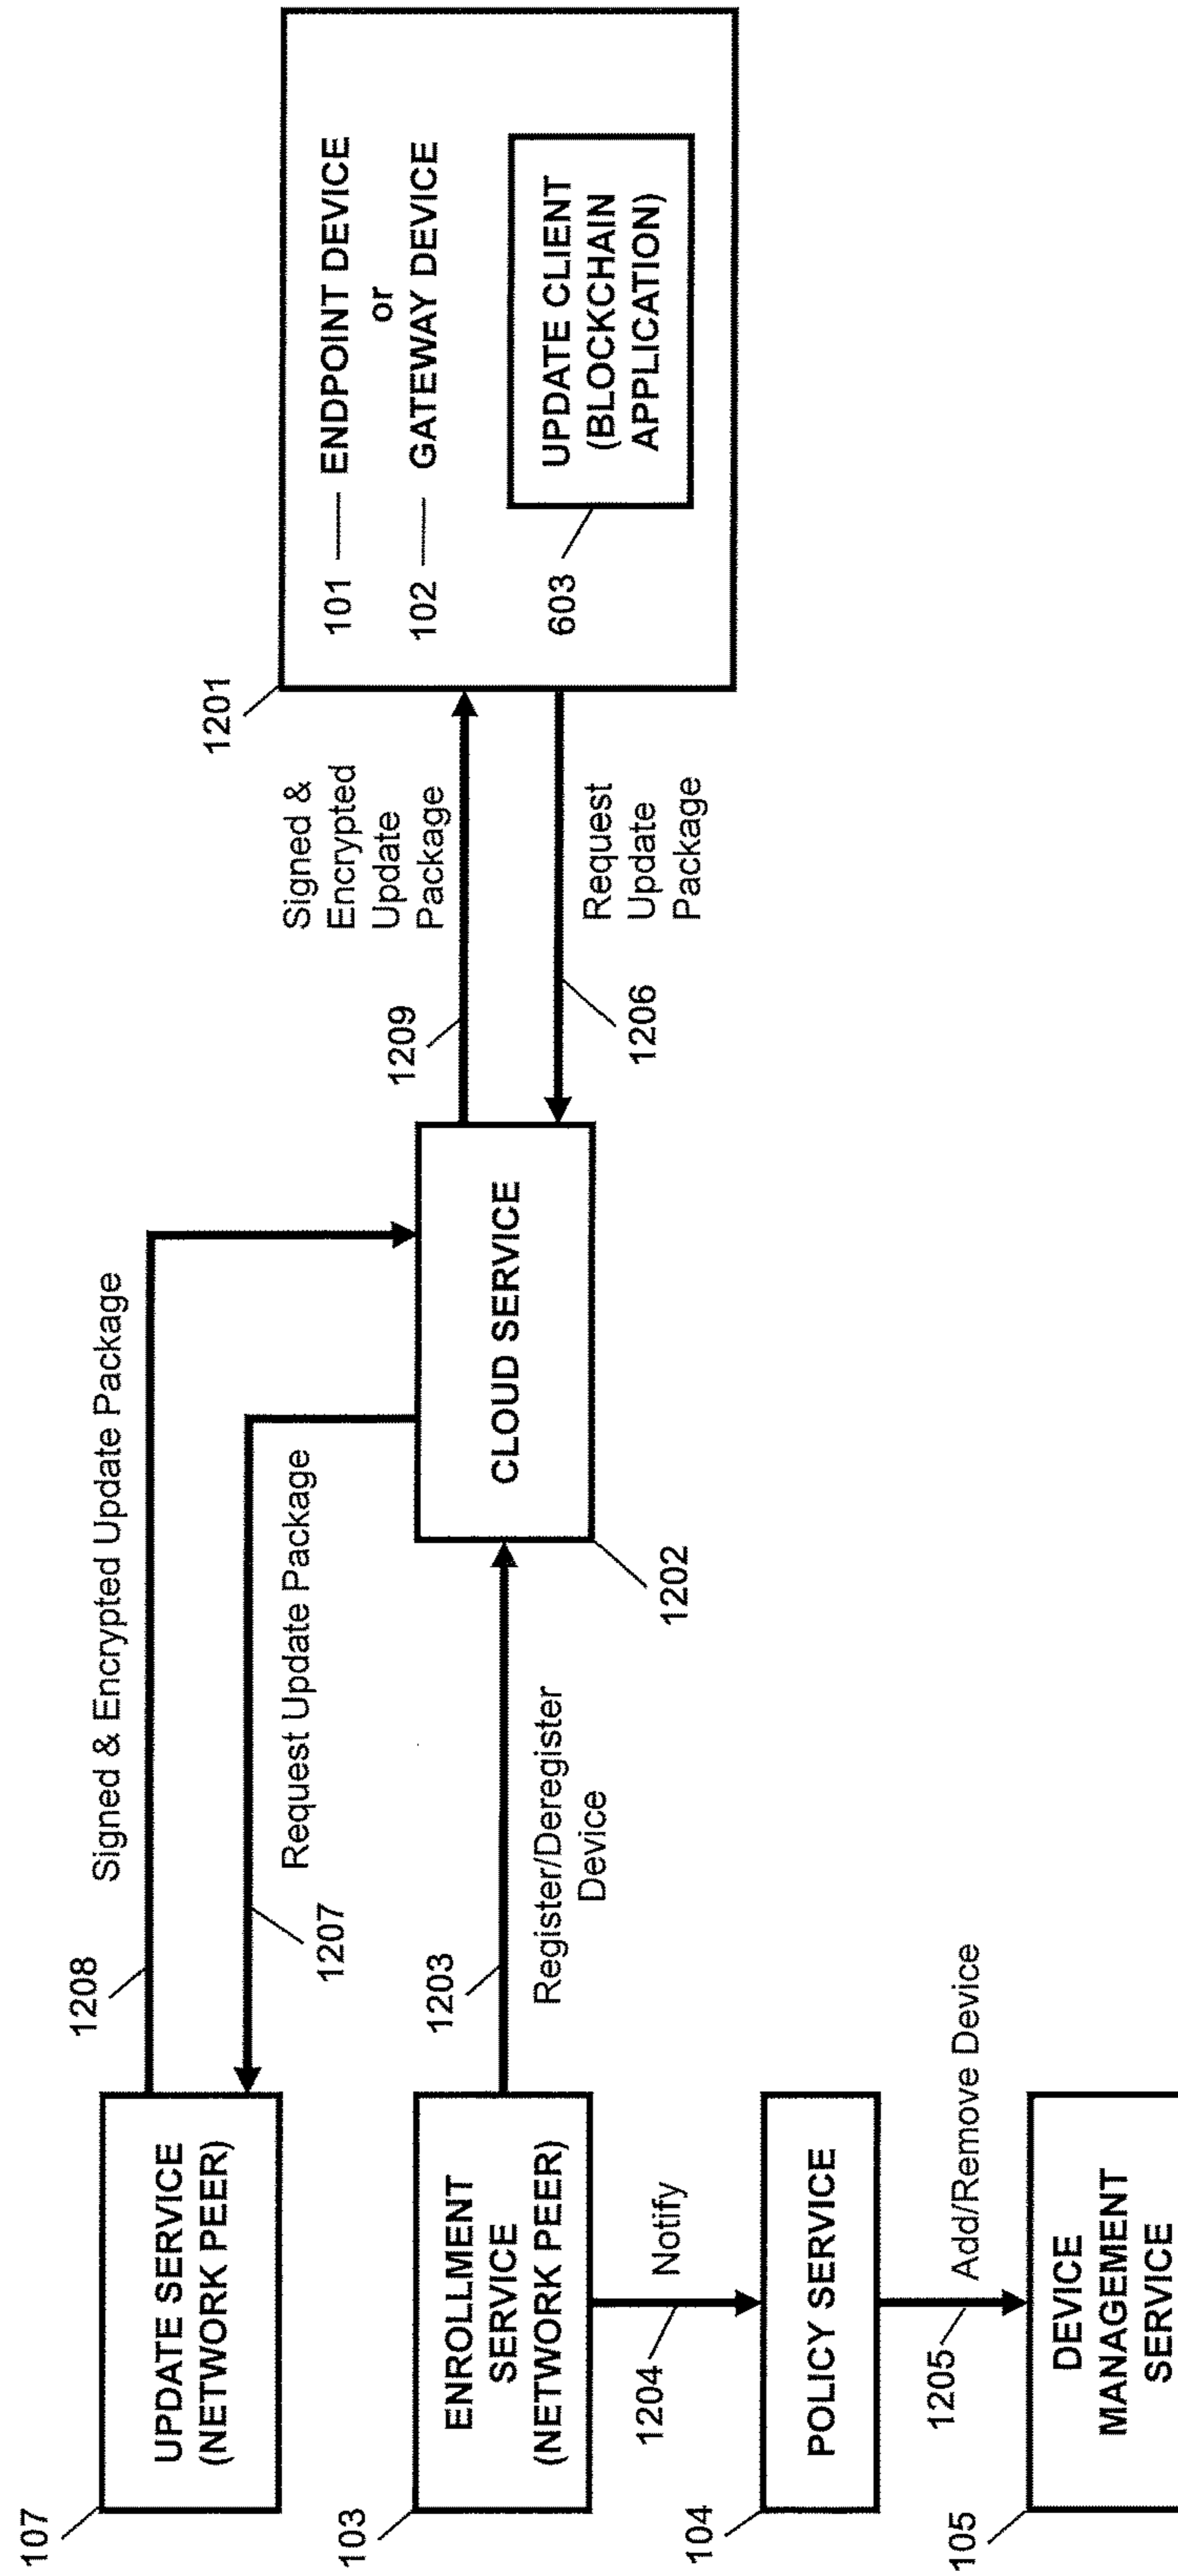 107
UPDATE SERVICE
(NETWORK PEER)
1208
Signed & Encrypted Update Package
1207
Request Update Package
103
ENROLLMENT
SERVICE
(NETWORK PEER)
1203
Register/Deregister
Device
1204
Notify
104
POLICY SERVICE
1205
Add/Remove Device
105
DEVICE
MANAGEMENT
SERVICE
CLOUD SERVICE
1202
1209
Signed &
Encrypted
Update
Package
1206
Request
Update
Package
1201
101
ENDPOINT DEVICE
or
102
GATEWAY DEVICE
603
UPDATE CLIENT
(BLOCKCHAIN
APPLICATION)